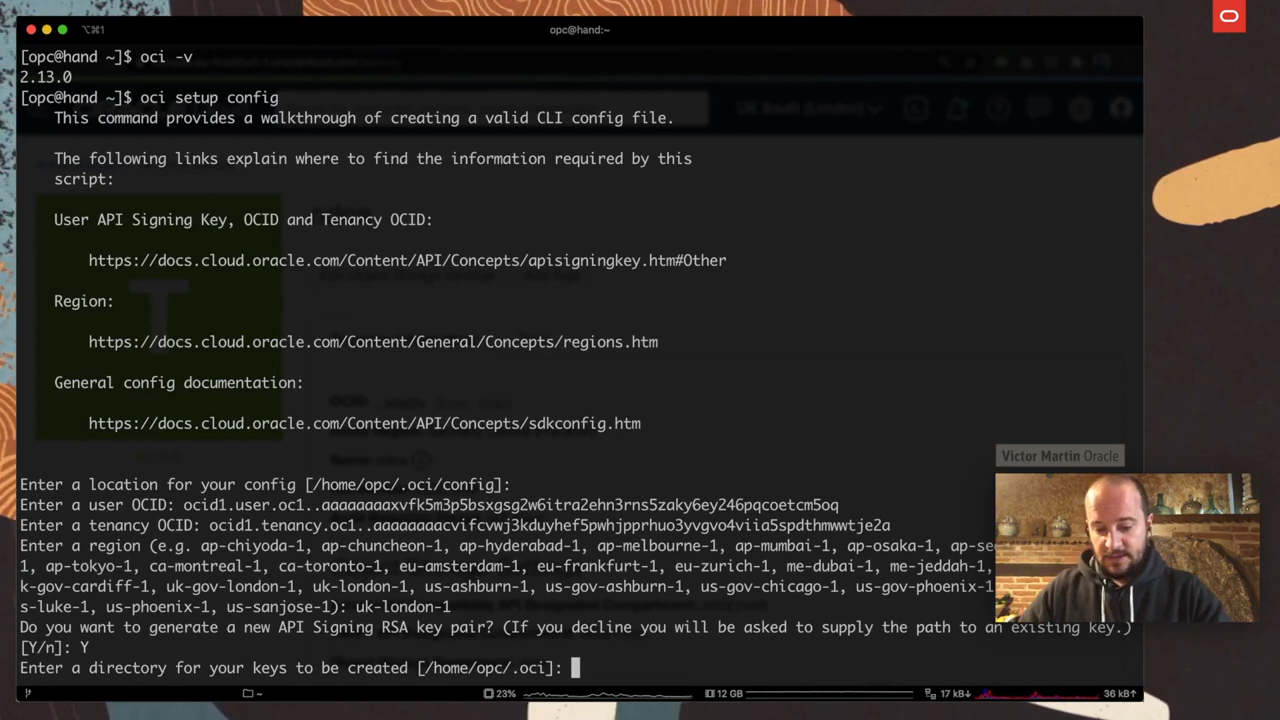 ⌥⌘1
opc@hand:~
[opc@hand ~]$ oci -v
2.13.0
[opc@hand ~]$ oci setup config
This command provides a walkthrough of creating a valid CLI config file.
The following links explain where to find the information required by this
script:
User API Signing Key, OCID and Tenancy OCID:
https://docs.cloud.oracle.com/Content/API/Concepts/apisigningkey.htm#Other
Region:
https://docs.cloud.oracle.com/Content/General/Concepts/regions.htm
General config documentation:
https://docs.cloud.oracle.com/Content/API/Concepts/sdkconfig.htm
Victor Martin Oracle
Enter a location for your config [/home/opc/.oci/config]:
Enter a user OCID: ocid1.user.oc1..aaaaaaaaxvfk5m3p5bsxgsg2w6itra2ehn3rns5zaky6ey246pqcoetcm5oq
Enter a tenancy OCID: ocid1.tenancy.oc1..aaaaaaaacvifcvwj3kduyhef5pwhjpprhuo3yvgvo4viia5spdthmwwtje2a
Enter a region (e.g. ap-chiyoda-1, ap-chuncheon-1, ap-hyderabad-1, ap-melbourne-1, ap-mumbai-1, ap-osaka-1,
1, ap-tokyo-1, ca-montreal-1, ca-toronto-1, eu-amsterdam-1, eu-frankfurt-1, eu-zurich-1, me-dubai-1, me-jeddah-1,
k-gov-cardiff-1, uk-gov-london-1, uk-london-1, us-ashburn-1, us-gov-ashburn-1, us-gov-chicago-1, us-gov-phoenix-1
s-luke-1, us-phoenix-1, us-sanjose-1): uk-london-1
Do you want to generate a new API Signing RSA key pair? (If you decline you will be asked to supply the path to an existing key.)
[Y/n]: Y
Enter a directory for your keys to be created [/home/opc/.oci]:
~
23%
12 GB
17 kB↓
36 kB↑